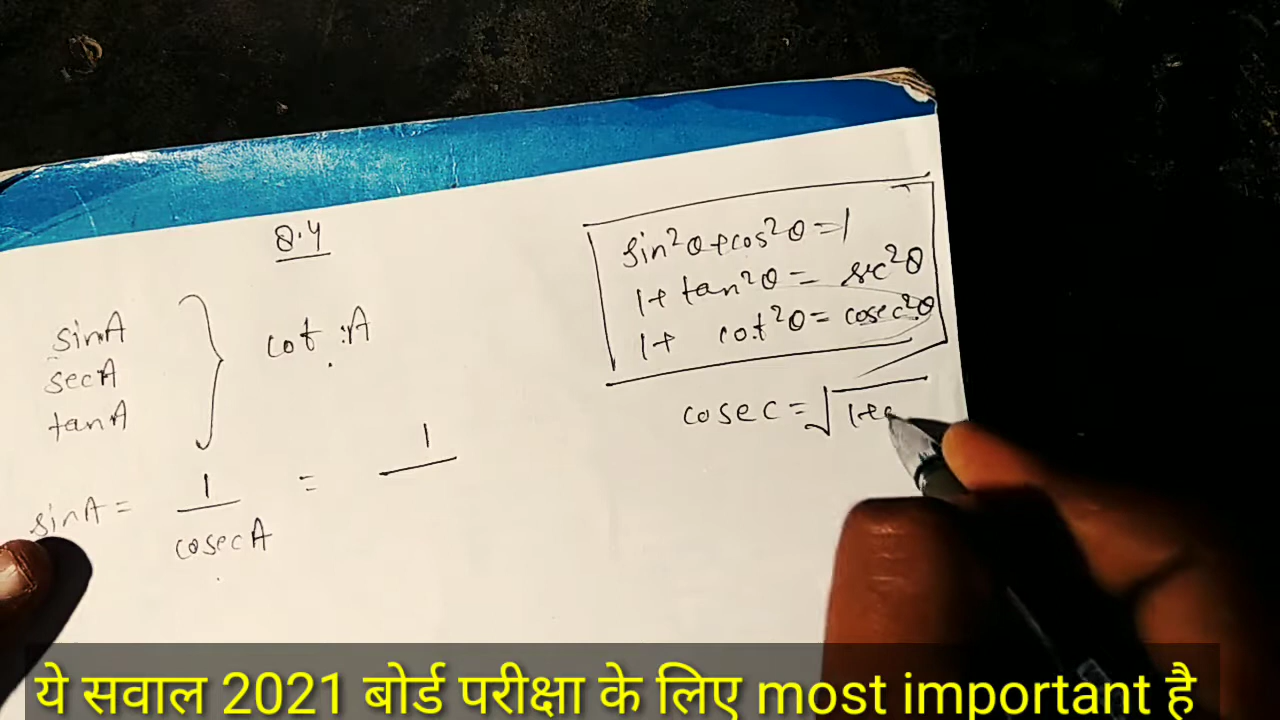 Q.4
sinA
secA
tanA
cot A
sinA = 1/cosecA = 1/
sin²θ+cos²θ=1
1+ tan²θ = sec²θ
1+ cot²θ = cosec²θ
cosec = √1+c
ये सवाल 2021 बोर्ड परीक्षा के लिए most important है